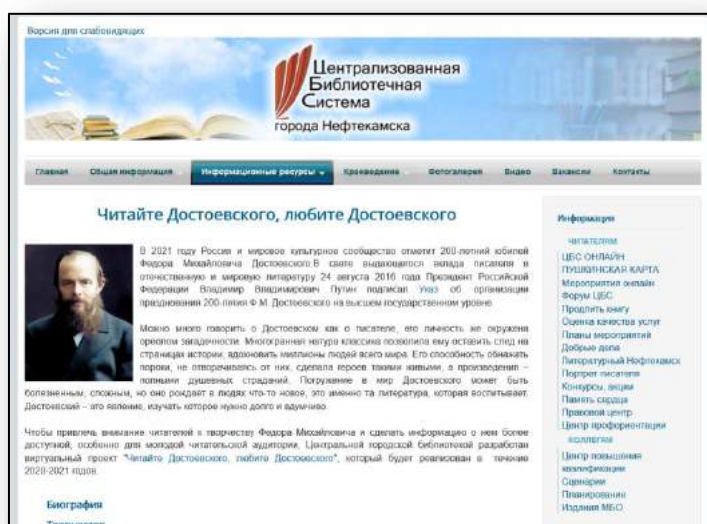 Версия для слабовидящих
Централизованная
Библиотечная
Система
города Нефтекамска
Главная Общая информация Информационные ресурсы Краеведение Фотогалерея Видео Вакансии Контакты
Читайте Достоевского, любите Достоевского
В 2021 году Россия и мировое культурное сообщество отметит 200-летний юбилей
Федора Михайловича Достоевского.В свете выдающегося вклада писателя в
отечественную и мировую литературу 24 августа 2016 года Президент Российской
Федерации Владимир Владимирович Путин подписал Указ об организации
празднования 200-летия Ф.М. Достоевского на высшем государственном уровне.
Можно много говорить о Достоевском как о писателе, его личность же окружена
ореолом загадочности. Многогранная натура классика позволила ему оставить след на
страницах истории, вдохновить миллионы людей всего мира. Его способность обнажать
пороки, не отворачиваясь от них, сделала героев такими живыми, а произведения –
полными душевных страданий. Погружение в мир Достоевского может быть
болезненным, сложным, но оно рождает в людях что-то новое, это именно та литература, которая воспитывает.
Достоевский – это явление, изучать которое нужно долго и вдумчиво.
Чтобы привлечь внимание читателей к творчеству Федора Михайловича и сделать информацию о нем более
доступной, особенно для молодой читательской аудитории, Центральной городской библиотекой разработан
виртуальный проект "Читайте Достоевского, любите Достоевского", который будет реализован в течение
2020-2021 годов.
Биография
Творчество
Информация
ЧИТАТЕЛЯМ
ЦБС ОНЛАЙН
ПУШКИНСКАЯ КАРТА
Мероприятия онлайн
Форум ЦБС
Продлить книгу
Оценка качества услуг
Планы мероприятий
Добрые дела
Литературный Нефтекамск
Портрет писателя
Конкурсы, акции
Память сердца
Правовой центр
Центр профориентации
КОЛЛЕГАМ
Центр повышения
квалификации
Сценарии
Планирование
Издания МБО